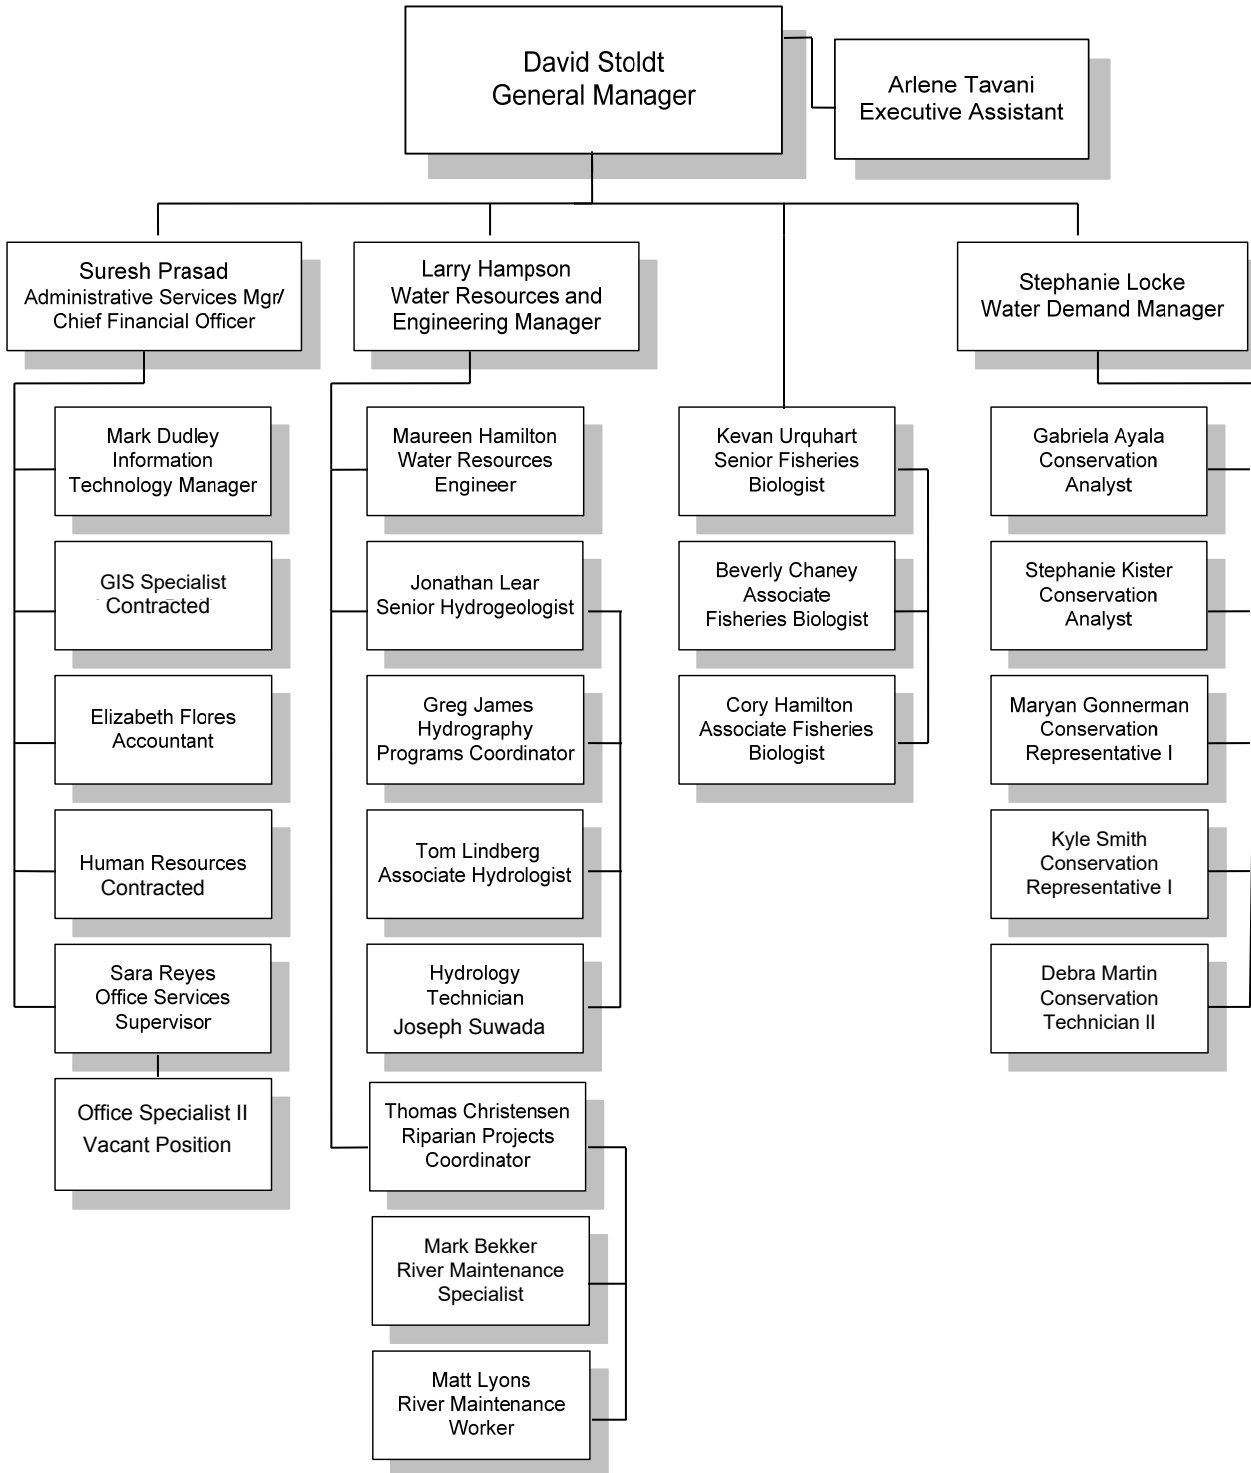 David Stoldt
General Manager
Arlene Tavani
Executive Assistant
Suresh Prasad
Administrative Services Mgr/
Chief Financial Officer
Larry Hampson
Water Resources and
Engineering Manager
Stephanie Locke
Water Demand Manager
Mark Dudley
Information
Technology Manager
GIS Specialist
Contracted
Elizabeth Flores
Accountant
Human Resources
Contracted
Sara Reyes
Office Services
Supervisor
Office Specialist II
Vacant Position
Maureen Hamilton
Water Resources
Engineer
Jonathan Lear
Senior Hydrogeologist
Greg James
Hydrography
Programs Coordinator
Tom Lindberg
Associate Hydrologist
Hydrology
Technician
Joseph Suwada
Thomas Christensen
Riparian Projects
Coordinator
Mark Bekker
River Maintenance
Specialist
Matt Lyons
River Maintenance
Worker
Kevan Urquhart
Senior Fisheries
Biologist
Beverly Chaney
Associate
Fisheries Biologist
Cory Hamilton
Associate Fisheries
Biologist
Gabriela Ayala
Conservation
Analyst
Stephanie Kister
Conservation
Analyst
Maryan Gonnerman
Conservation
Representative I
Kyle Smith
Conservation
Representative I
Debra Martin
Conservation
Technician II